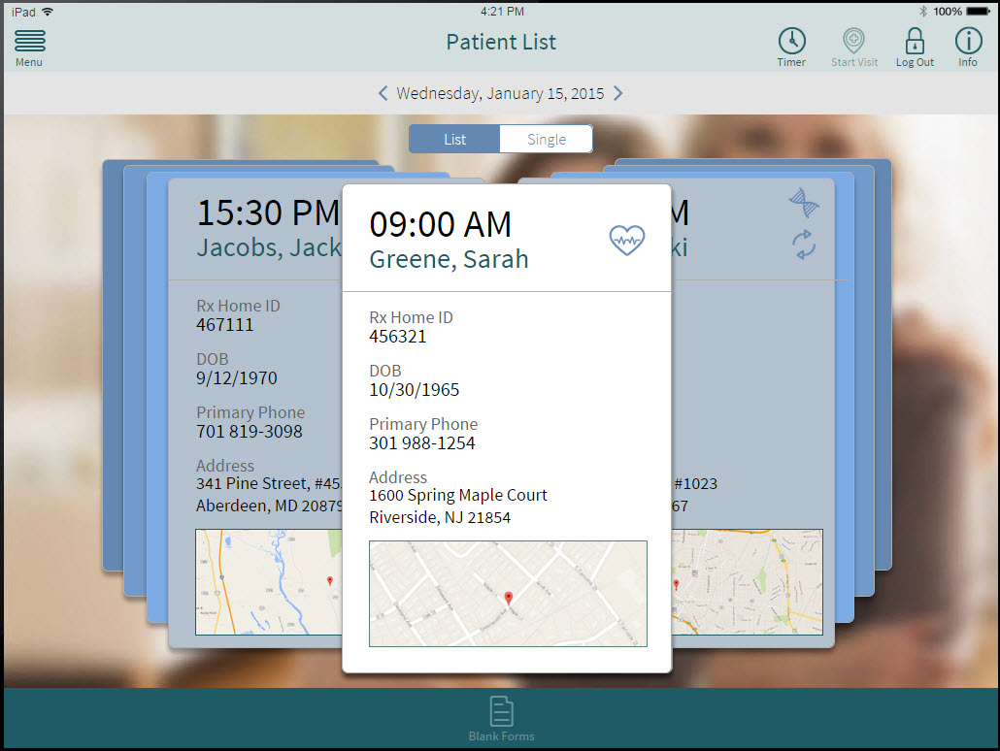 iPad
4:21 PM
100%
Menu
Patient List
Timer
Start Visit
Log Out
Info
Wednesday, January 15, 2015
List
Single
15:30 PM
Jacobs, Jack
Rx Home ID
467111
DOB
9/12/1970
Primary Phone
701 819-3098
Address
341 Pine Street, #45
Aberdeen, MD 20879
09:00 AM
Greene, Sarah
Rx Home ID
456321
DOB
10/30/1965
Primary Phone
301 988-1254
Address
1600 Spring Maple Court
Riverside, NJ 21854
M
ki
#1023
67
Blank Forms